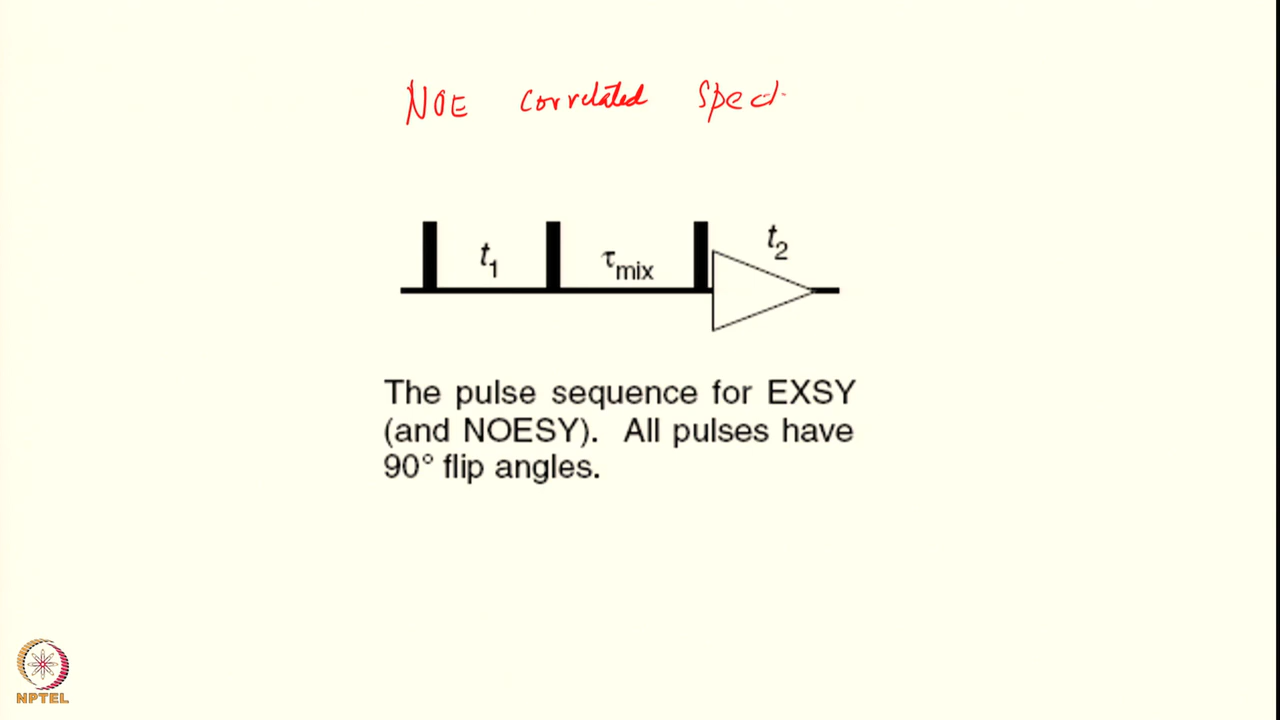 NOE correlated Spect
t1 τmix t2
The pulse sequence for EXSY
(and NOESY). All pulses have
90° flip angles.
NPTEL